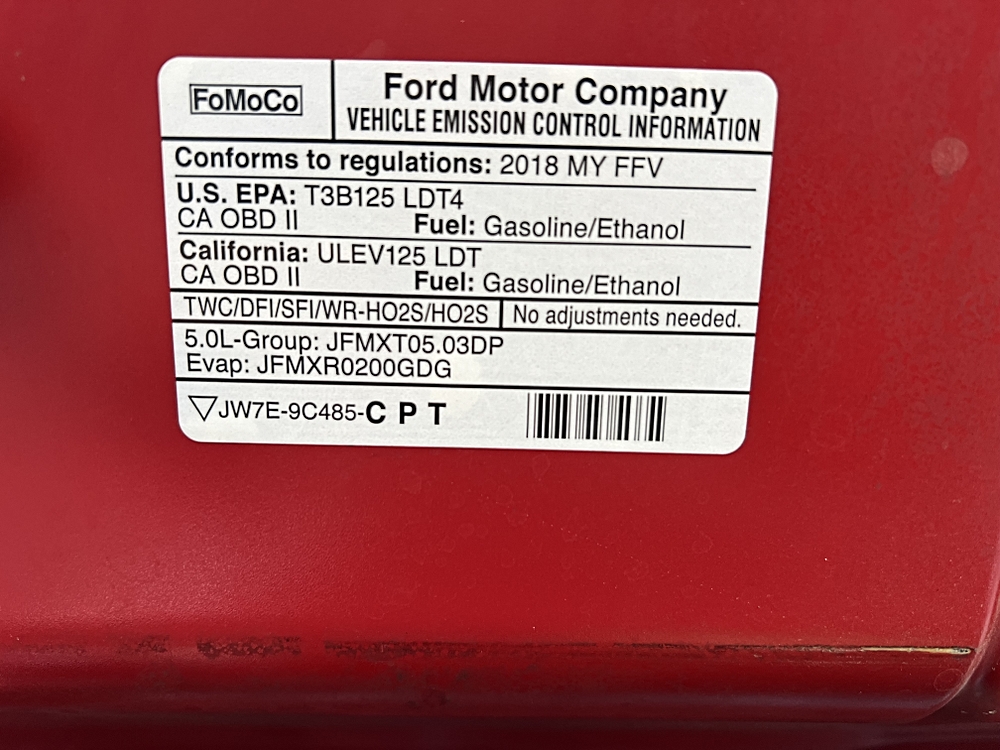 FoMoCo
Ford Motor Company
VEHICLE EMISSION CONTROL INFORMATION
Conforms to regulations: 2018 MY FFV
U.S. EPA: T3B125 LDT4
CA OBD II Fuel: Gasoline/Ethanol
California: ULEV125 LDT
CA OBD II Fuel: Gasoline/Ethanol
TWC/DFI/SFI/WR-HO2S/HO2S No adjustments needed.
5.0L-Group: JFMXT05.03DP
Evap: JFMXR0200GDG
JW7E-9C485-C P T